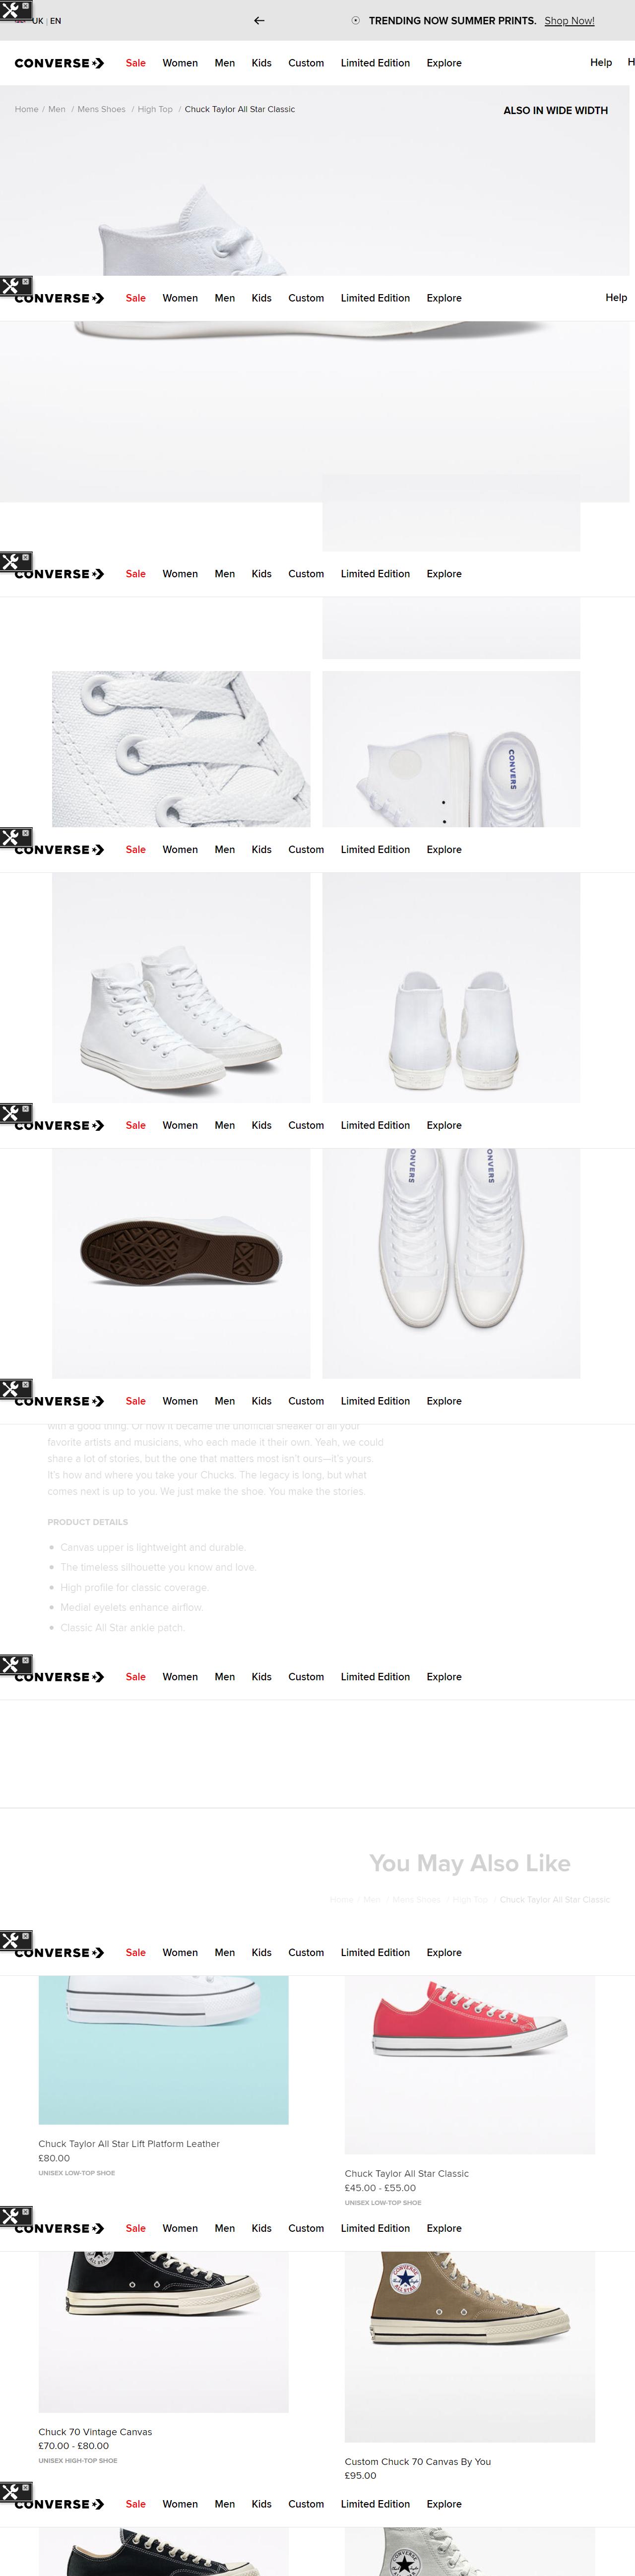 UK | EN
TRENDING NOW SUMMER PRINTS. Shop Now!
CONVERSE Sale Women Men Kids Custom Limited Edition Explore Help H
Home / Men / Mens Shoes / High Top / Chuck Taylor All Star Classic
ALSO IN WIDE WIDTH
CONVERSE Sale Women Men Kids Custom Limited Edition Explore Help
CONVERSE Sale Women Men Kids Custom Limited Edition Explore
CONVERS
CONVERSE Sale Women Men Kids Custom Limited Edition Explore
CONVERSE Sale Women Men Kids Custom Limited Edition Explore
CONVERS
ONVERS
CONVERSE Sale Women Men Kids Custom Limited Edition Explore
with a good thing. Or how it became the unofficial sneaker of all your
favorite artists and musicians, who each made it their own. Yeah, we could
share a lot of stories, but the one that matters most isn't ours—it's yours.
It's how and where you take your Chucks. The legacy is long, but what
comes next is up to you. We just make the shoe. You make the stories.
PRODUCT DETAILS
• Canvas upper is lightweight and durable.
• The timeless silhouette you know and love.
• High profile for classic coverage.
• Medial eyelets enhance airflow.
• Classic All Star ankle patch.
CONVERSE Sale Women Men Kids Custom Limited Edition Explore
You May Also Like
Home / Men / Mens Shoes / High Top / Chuck Taylor All Star Classic
CONVERSE Sale Women Men Kids Custom Limited Edition Explore
Chuck Taylor All Star Lift Platform Leather
£80.00
UNISEX LOW-TOP SHOE
Chuck Taylor All Star Classic
£45.00 - £55.00
UNISEX LOW-TOP SHOE
CONVERSE Sale Women Men Kids Custom Limited Edition Explore
ALL STAR
CONVERSE
ALL STAR
Chuck 70 Vintage Canvas
£70.00 - £80.00
UNISEX HIGH-TOP SHOE
Custom Chuck 70 Canvas By You
£95.00
CONVERSE Sale Women Men Kids Custom Limited Edition Explore
CONVERSE
ALL STAR